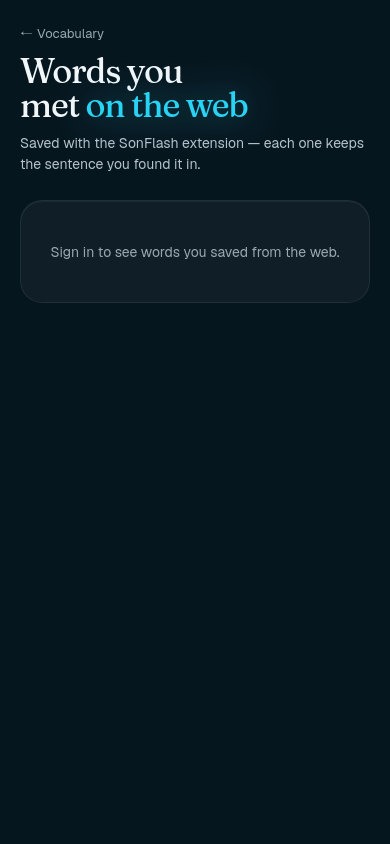 ← Vocabulary
Words you
met on the web
Saved with the SonFlash extension — each one keeps
the sentence you found it in.
Sign in to see words you saved from the web.